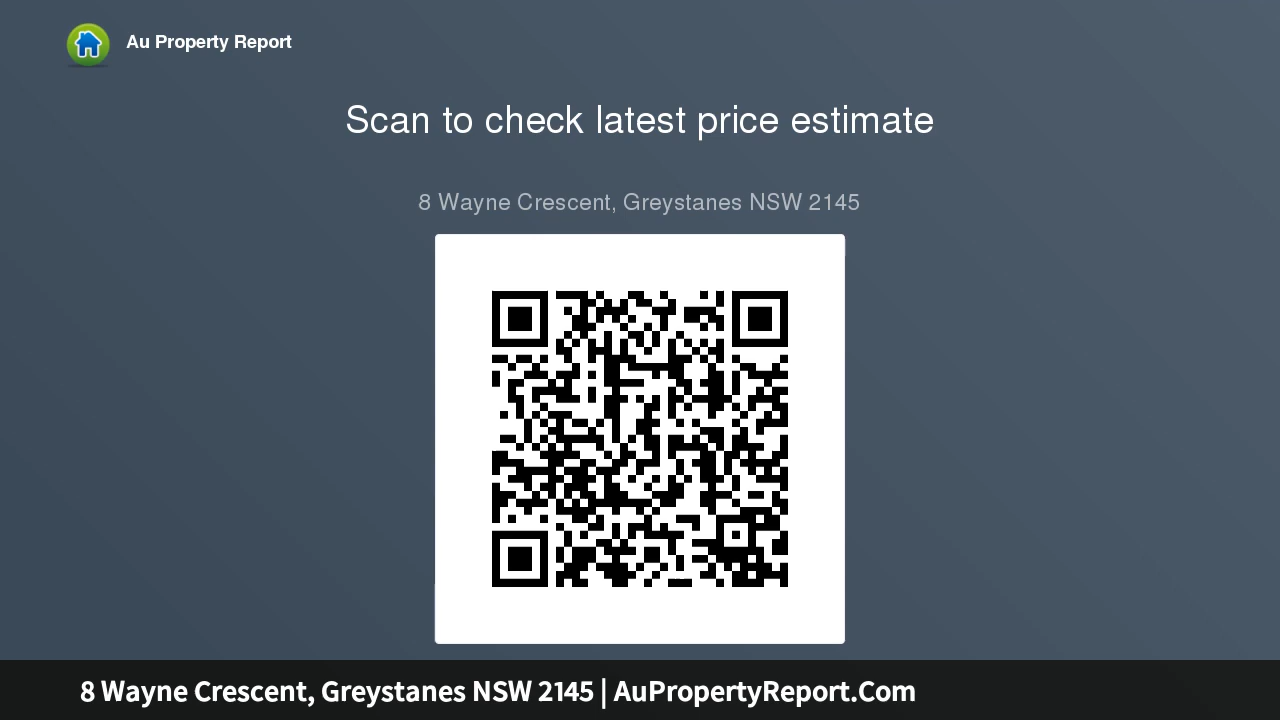 Au Property Report
Scan to check latest price estimate
8 Wayne Crescent, Greystanes NSW 2145
8 Wayne Crescent, Greystanes NSW 2145 | AuPropertyReport.Com